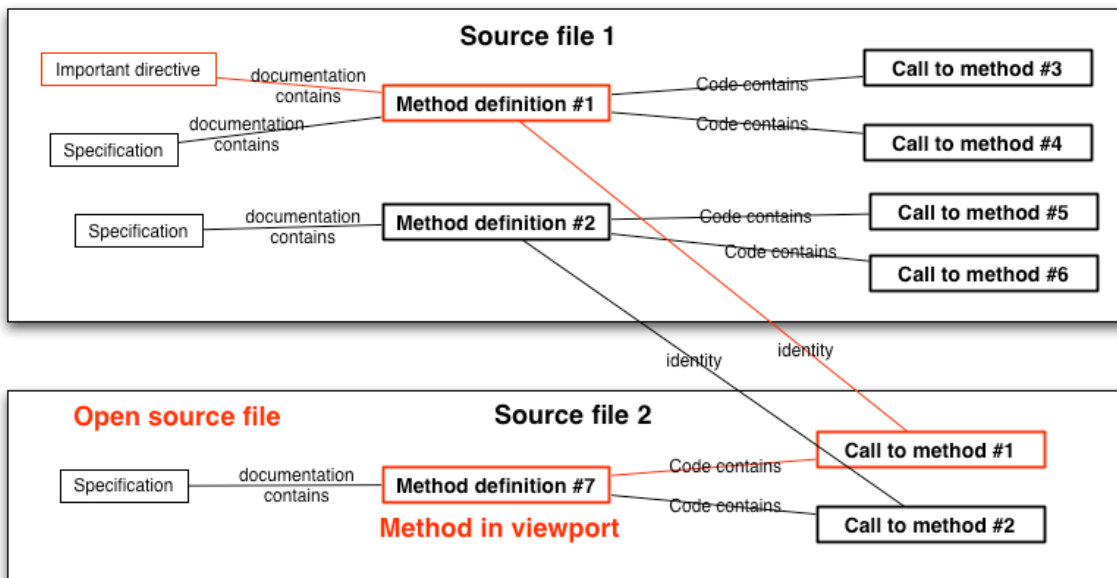 Source file 1
Important directive
documentation
contains
Method definition #1
Code contains
Call to method #3
documentation
contains
Specification
Code contains
Call to method #4
Specification
documentation
contains
Method definition #2
Code contains
Call to method #5
Code contains
Call to method #6
identity
identity
Open source file
Source file 2
Specification
documentation
contains
Method definition #7
Method in viewport
Code contains
Call to method #1
Code contains
Call to method #2